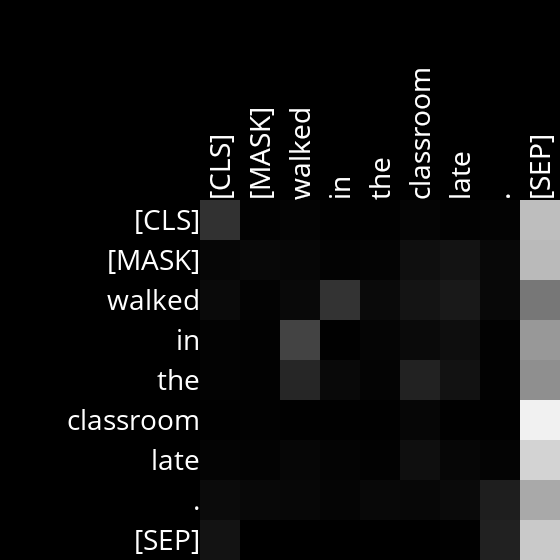 [CLS] [MASK] walked in the classroom late . [SEP]
[CLS]
[MASK]
walked
in
the
classroom
late
.
[SEP]